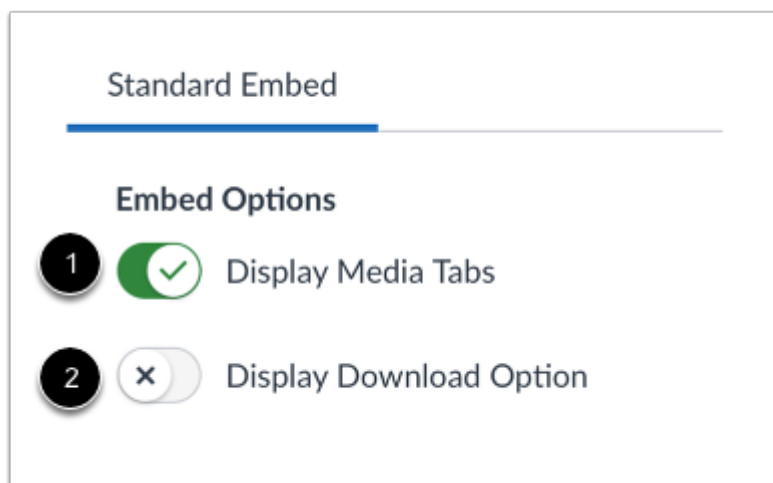 Standard Embed
Embed Options
1 Display Media Tabs
2 Display Download Option